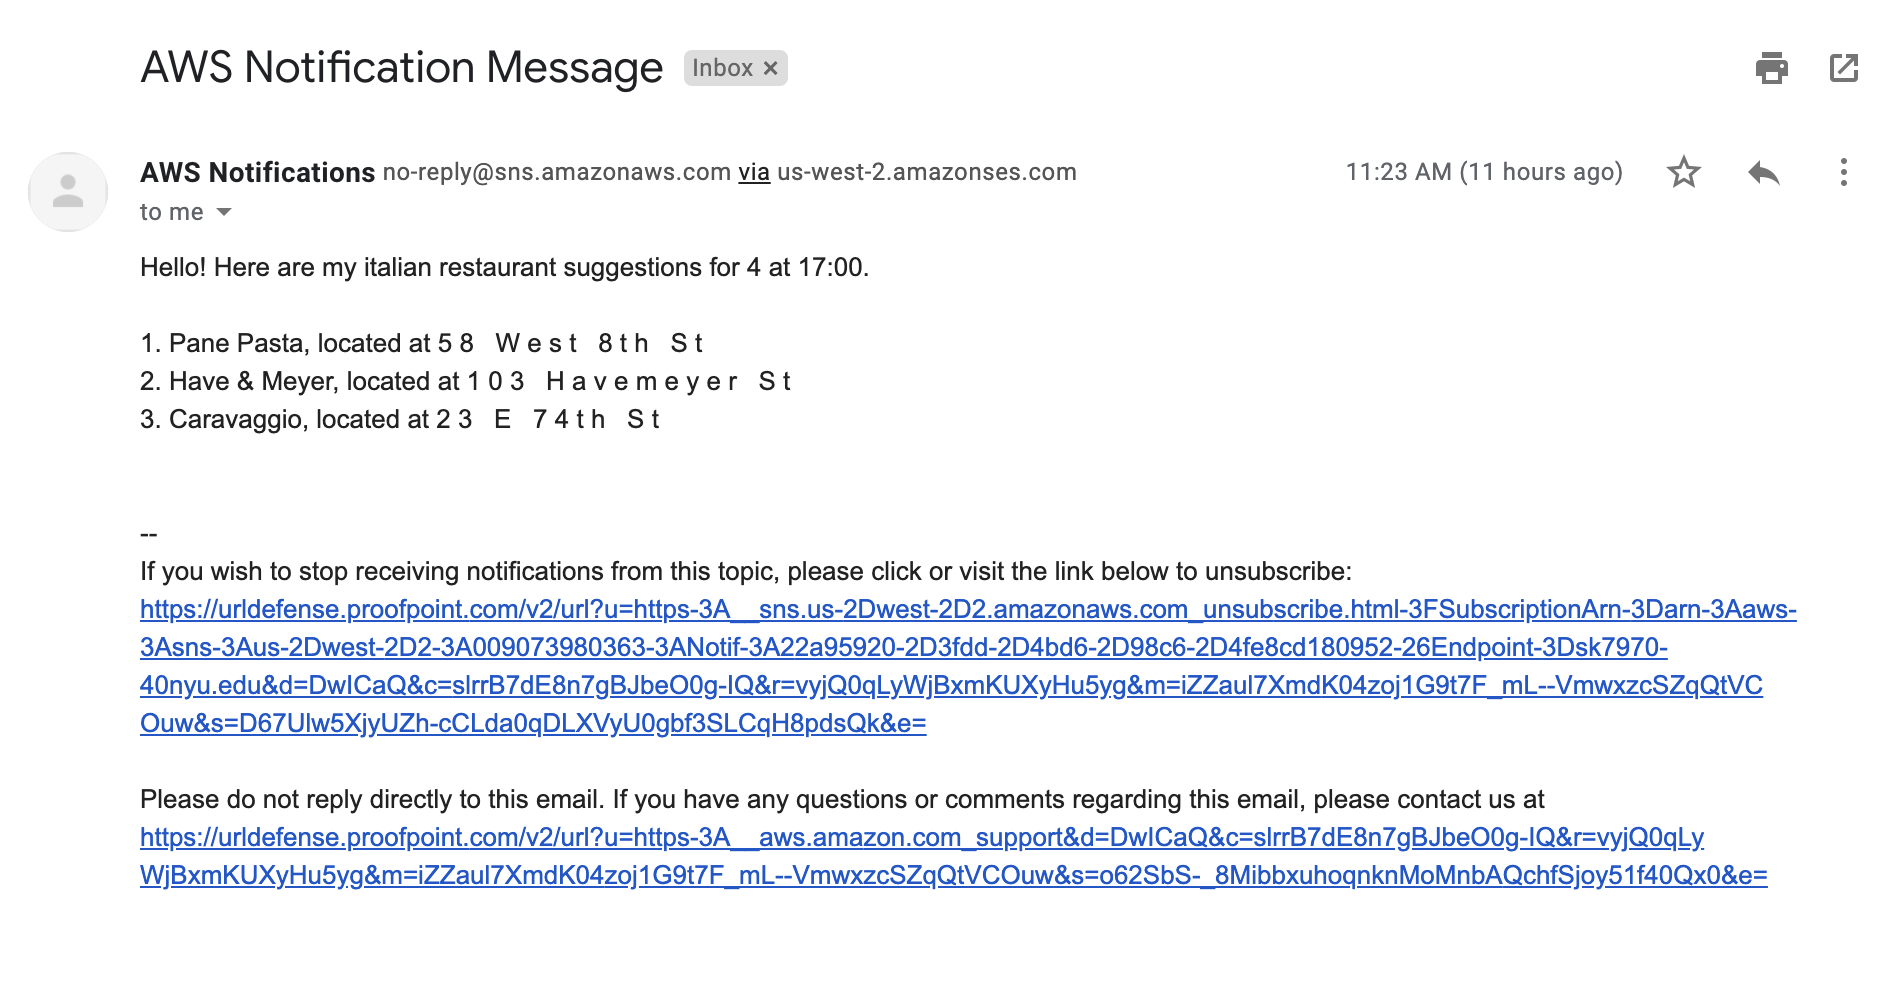 AWS Notification Message Inbox ×
AWS Notifications no-reply@sns.amazonaws.com via us-west-2.amazonses.com 11:23 AM (11 hours ago)
to me
Hello! Here are my italian restaurant suggestions for 4 at 17:00.
1. Pane Pasta, located at 5 8   W e s t   8 t h   S t
2. Have & Meyer, located at 1 0 3   H a v e m e y e r   S t
3. Caravaggio, located at 2 3   E   7 4 t h   S t
--
If you wish to stop receiving notifications from this topic, please click or visit the link below to unsubscribe:
https://urldefense.proofpoint.com/v2/url?u=https-3A__sns.us-2Dwest-2D2.amazonaws.com_unsubscribe.html-3FSubscriptionArn-3Darn-3Aaws-
3Asns-3Aus-2Dwest-2D2-3A009073980363-3ANotif-3A22a95920-2D3fdd-2D4bd6-2D98c6-2D4fe8cd180952-26Endpoint-3Dsk7970-
40nyu.edu&d=DwICaQ&c=slrrB7dE8n7gBJbeO0g-IQ&r=vyjQ0qLyWjBxmKUXyHu5yg&m=iZZaul7XmdK04zoj1G9t7F_mL--VmwxzcSZqQtVC
Ouw&s=D67Ulw5XjyUZh-cCLda0qDLXVyU0gbf3SLCqH8pdsQk&e=
Please do not reply directly to this email. If you have any questions or comments regarding this email, please contact us at
https://urldefense.proofpoint.com/v2/url?u=https-3A__aws.amazon.com_support&d=DwICaQ&c=slrrB7dE8n7gBJbeO0g-IQ&r=vyjQ0qLy
WjBxmKUXyHu5yg&m=iZZaul7XmdK04zoj1G9t7F_mL--VmwxzcSZqQtVCOuw&s=o62SbS-_8MibbxuhoqnknMoMnbAQchfSjoy51f40Qx0&e=